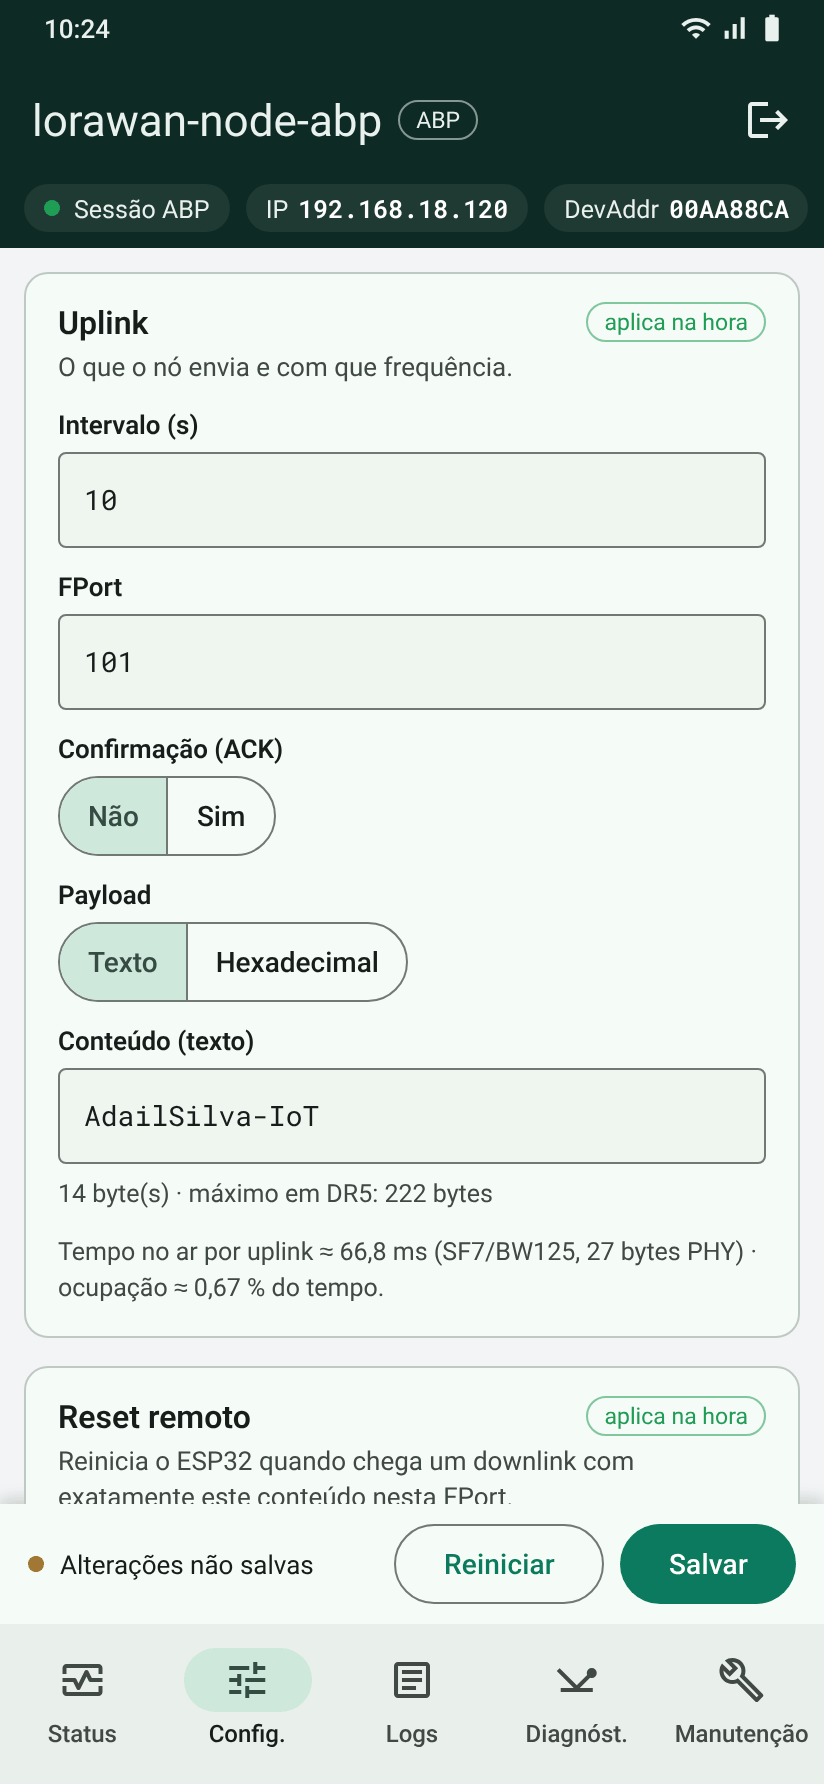 10:24
lorawan-node-abp ABP
Sessão ABP IP 192.168.18.120 DevAddr 00AA88CA
Uplink aplica na hora
O que o nó envia e com que frequência.
Intervalo (s)
10
FPort
101
Confirmação (ACK)
Não Sim
Payload
Texto Hexadecimal
Conteúdo (texto)
AdailSilva-IoT
14 byte(s) · máximo em DR5: 222 bytes
Tempo no ar por uplink ≈ 66,8 ms (SF7/BW125, 27 bytes PHY) ·
ocupação ≈ 0,67 % do tempo.
Reset remoto aplica na hora
Reinicia o ESP32 quando chega um downlink com
exatamente este conteúdo nesta FPort.
Alterações não salvas Reiniciar Salvar
Status Config. Logs Diagnóst. Manutenção